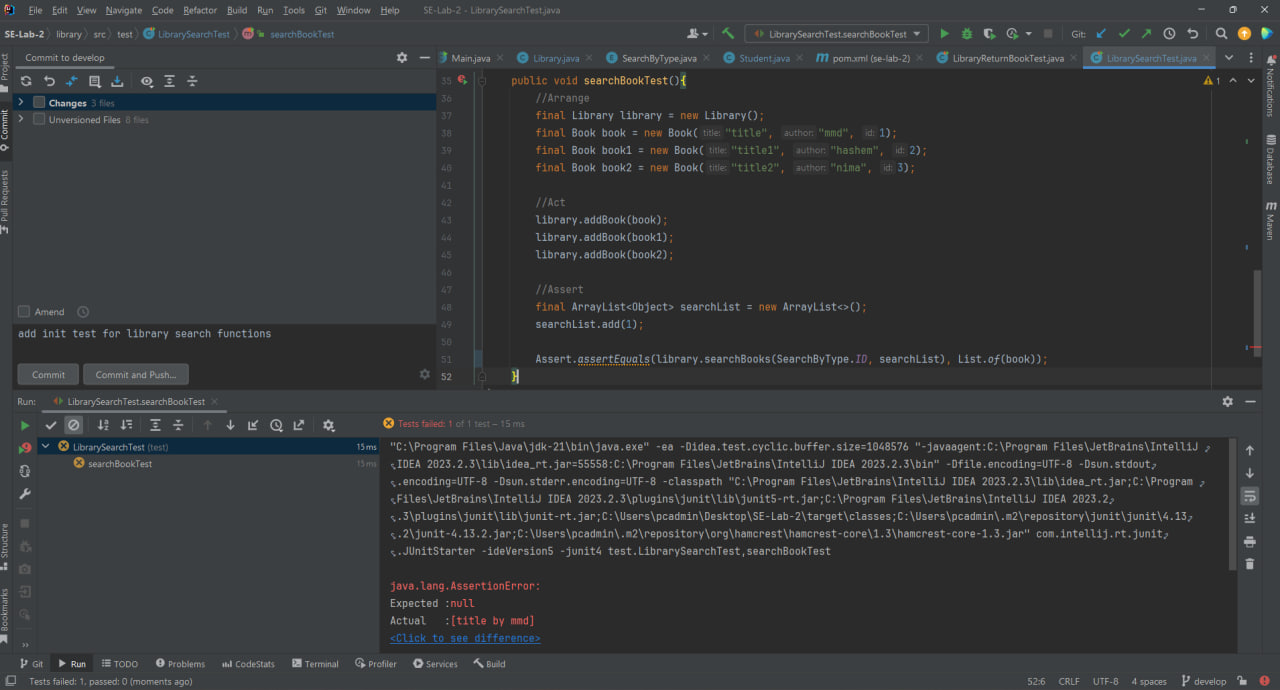 File Edit View Navigate Code Refactor Build Run Tools Git Window Help SE-Lab-2 - LibrarySearchTest.java
SE-Lab-2 library src test LibrarySearchTest searchBookTest LibrarySearchTest.searchBookTest Git:
Commit to develop
Main.java Library.java SearchByType.java Student.java pom.xml (se-lab-2) LibraryReturnBookTest.java LibrarySearchTest.java
Project
Commit
Pull Requests
Structure
Bookmarks
Notifications
Database
Maven
Changes 3 files
Unversioned Files 8 files
Amend
add init test for library search functions
Commit Commit and Push...
35 public void searchBookTest(){ 1
36 //Arrange
37 final Library library = new Library();
38 final Book book = new Book( title: "title", author: "mmd", id: 1);
39 final Book book1 = new Book( title: "title1", author: "hashem", id: 2);
40 final Book book2 = new Book( title: "title2", author: "nima", id: 3);
41
42 //Act
43 library.addBook(book);
44 library.addBook(book1);
45 library.addBook(book2);
46
47 //Assert
48 final ArrayList<Object> searchList = new ArrayList<>();
49 searchList.add(1);
50
51 Assert.assertEquals(library.searchBooks(SearchByType.ID, searchList), List.of(book));
52 }
Run: LibrarySearchTest.searchBookTest
Tests failed: 1 of 1 test – 15 ms
LibrarySearchTest (test) 15 ms
searchBookTest 15 ms
"C:\Program Files\Java\jdk-21\bin\java.exe" -ea -Didea.test.cyclic.buffer.size=1048576 "-javaagent:C:\Program Files\JetBrains\IntelliJ
IDEA 2023.2.3\lib\idea_rt.jar=55558:C:\Program Files\JetBrains\IntelliJ IDEA 2023.2.3\bin" -Dfile.encoding=UTF-8 -Dsun.stdout
.encoding=UTF-8 -Dsun.stderr.encoding=UTF-8 -classpath "C:\Program Files\JetBrains\IntelliJ IDEA 2023.2.3\lib\idea_rt.jar;C:\Program
Files\JetBrains\IntelliJ IDEA 2023.2.3\plugins\junit\lib\junit5-rt.jar;C:\Program Files\JetBrains\IntelliJ IDEA 2023.2
.3\plugins\junit\lib\junit-rt.jar;C:\Users\pcadmin\Desktop\SE-Lab-2\target\classes;C:\Users\pcadmin\.m2\repository\junit\junit\4.13
.2\junit-4.13.2.jar;C:\Users\pcadmin\.m2\repository\org\hamcrest\hamcrest-core\1.3\hamcrest-core-1.3.jar" com.intellij.rt.junit
.JUnitStarter -ideVersion5 -junit4 test.LibrarySearchTest,searchBookTest
java.lang.AssertionError:
Expected :null
Actual :[title by mmd]
<Click to see difference>
Git Run TODO Problems CodeStats Terminal Profiler Services Build
Tests failed: 1, passed: 0 (moments ago) 52:6 CRLF UTF-8 4 spaces develop